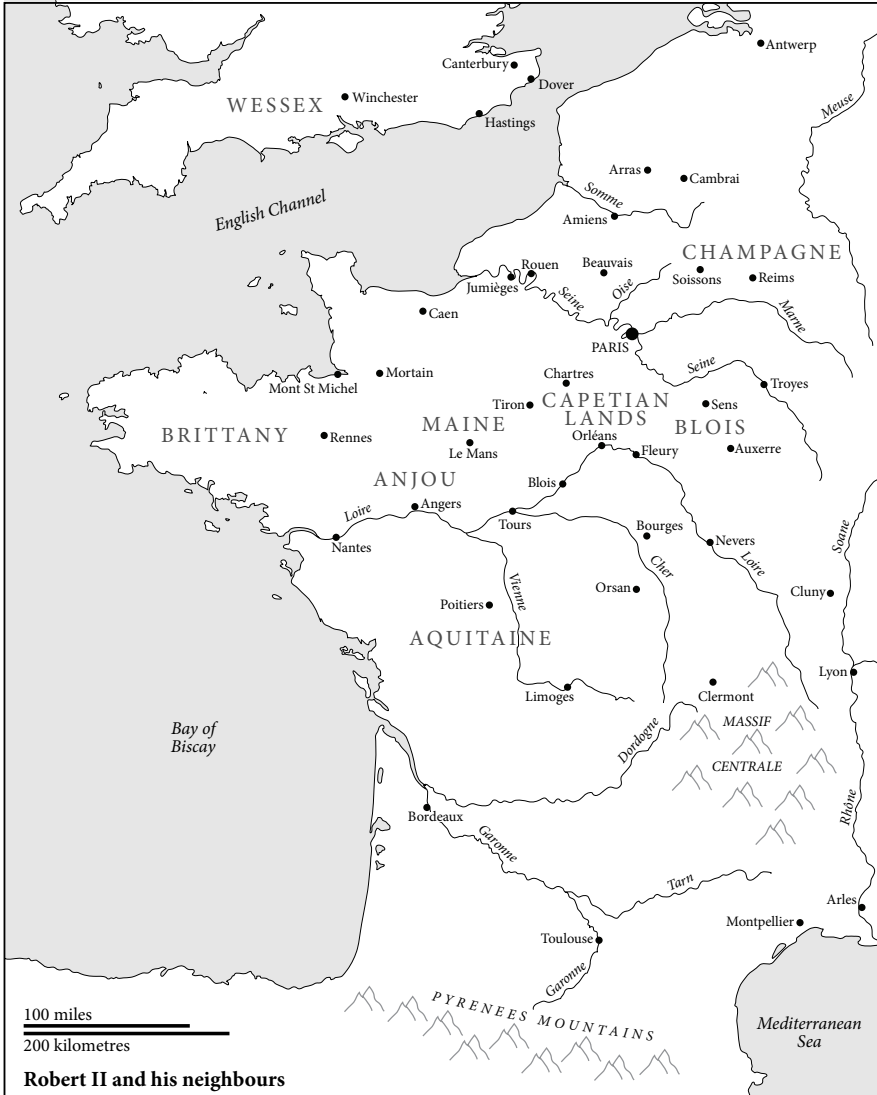 Antwerp
Canterbury
Dover
Meuse
WESSEX
Winchester
Hastings
Arras
Cambrai
Somme
English Channel
Amiens
CHAMPAGNE
Rouen
Beauvais
Soissons
Reims
Jumièges
Seine
Oise
Marne
Caen
PARIS
Seine
Mont St Michel
Mortain
Chartres
Troyes
Tiron
CAPETIAN
LANDS
Sens
BRITTANY
Rennes
MAINE
Le Mans
Orléans
BLOIS
Fleury
Auxerre
ANJOU
Blois
Loire
Angers
Nantes
Tours
Bourges
Nevers
Soane
Cher
Loire
Vienne
Orsan
Cluny
Poitiers
AQUITAINE
Limoges
Clermont
Lyon
Bay of
Biscay
Dordogne
MASSIF
CENTRALE
Rhône
Bordeaux
Garonne
Tarn
Arles
Montpellier
Toulouse
Garonne
PYRENEES MOUNTAINS
Mediterranean
Sea
100 miles
200 kilometres
Robert II and his neighbours